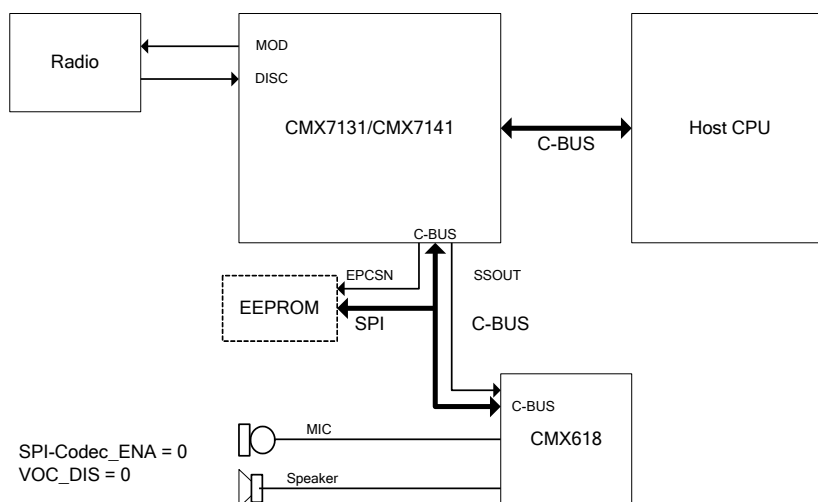 MOD
Radio
DISC
CMX7131/CMX7141
Host CPU
C-BUS
C-BUS
EPCSN
SSOUT
EEPROM
SPI
C-BUS
C-BUS
CMX618
MIC
SPI-Codec_ENA = 0
VOC_DIS = 0
Speaker